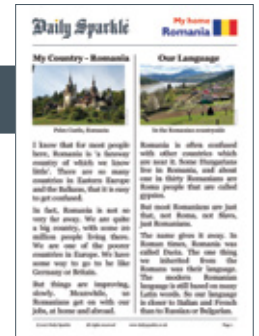 Daily Sparkle
My home
Romania
My Country - Romania
Peles Castle, Romania
I know that for most people
here, Romania is 'a faraway
country of which we know
little'. There are so many
countries in Eastern Europe
and the Balkans, that it is easy
to get confused.
In fact, Romania is not so
very far away. We are quite
a big country, with some 20
million people living there.
We are one of the poorer
countries in Europe. We have
some way to go to be like
Germany or Britain.
But things are improving,
slowly. Meanwhile, so
Romanians get on with our
jobs, at home and abroad.
Our Language
In the Romanian countryside
Romania is often confused
with other countries which
are near it. Some Hungarians
live in Romania, and about
one in thirty Romanians are
Roma people that are called
gypsies.
But most Romanians are just
that, not Roma, not Slavs,
just Romanians.
The name gives it away. In
Roman times, Romania was
called Dacia. The one thing
we inherited from the
Romans was their language.
The modern Romanian
language is still based on many
Latin words. So our language
is closer to Italian and French
than to Russian or Bulgarian.
All rights reserved